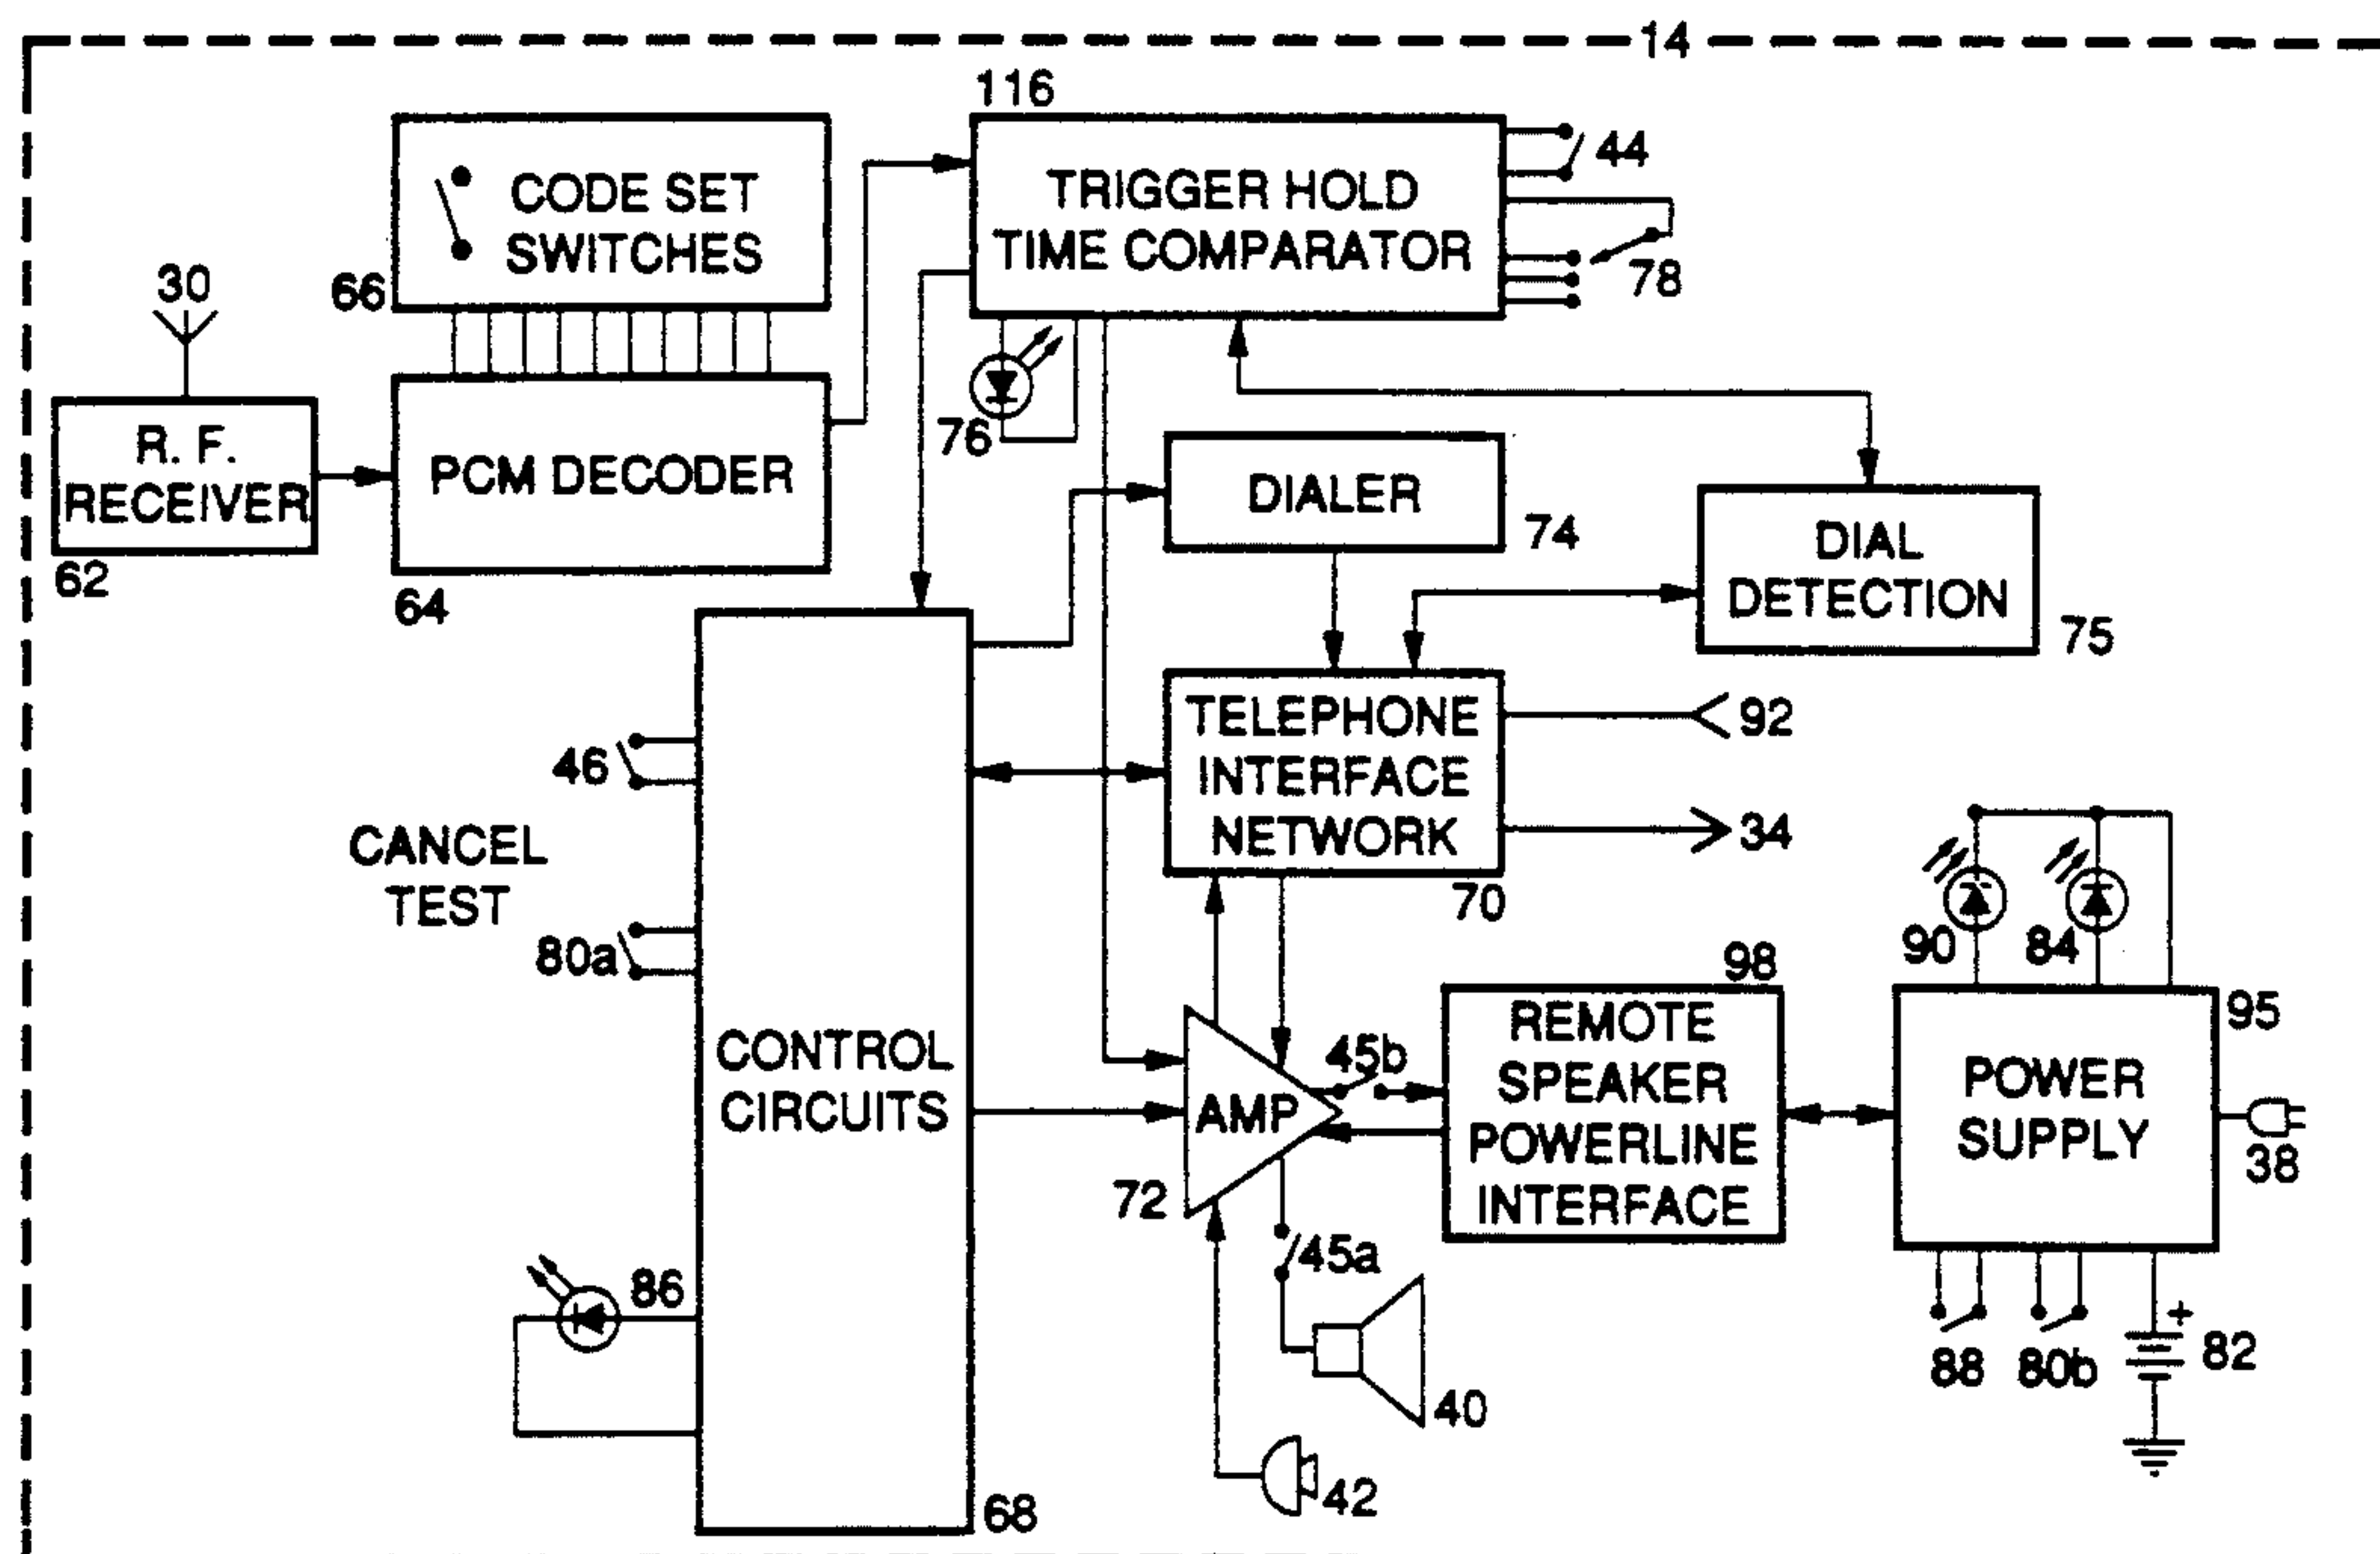 14
116
CODE SET
SWITCHES
66
TRIGGER HOLD
TIME COMPARATOR
44
78
30
R. F.
RECEIVER
62
PCM DECODER
64
76
DIALER
74
DIAL
DETECTION
75
TELEPHONE
INTERFACE
NETWORK
70
92
34
46
CANCEL
TEST
80a
CONTROL
CIRCUITS
68
86
AMP
72
45b
45a
40
42
98
REMOTE
SPEAKER
POWERLINE
INTERFACE
90
84
95
POWER
SUPPLY
38
88
80b
+
82